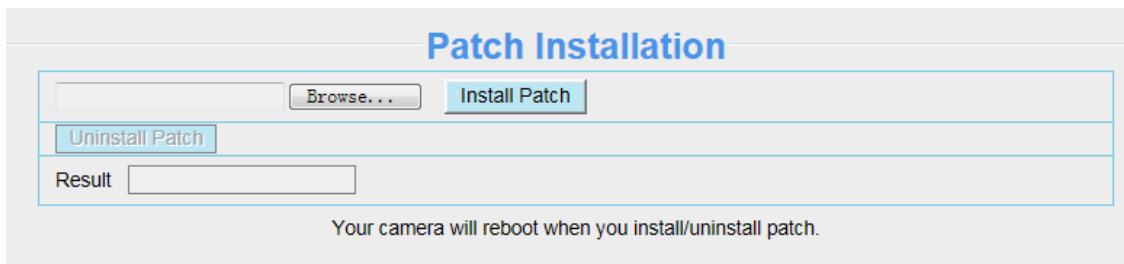 Patch Installation
Browse... Install Patch
Uninstall Patch
Result
Your camera will reboot when you install/uninstall patch.